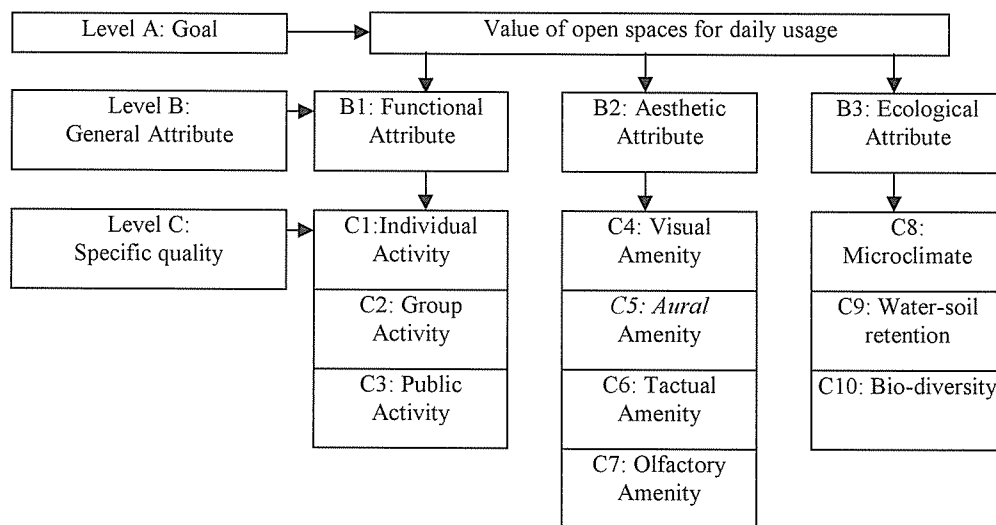 Level A: Goal
Value of open spaces for daily usage
Level B:
General Attribute
B1: Functional
Attribute
B2: Aesthetic
Attribute
B3: Ecological
Attribute
Level C:
Specific quality
C1:Individual
Activity
C2: Group
Activity
C3: Public
Activity
C4: Visual
Amenity
C5: Aural
Amenity
C6: Tactual
Amenity
C7: Olfactory
Amenity
C8:
Microclimate
C9: Water-soil
retention
C10: Bio-diversity